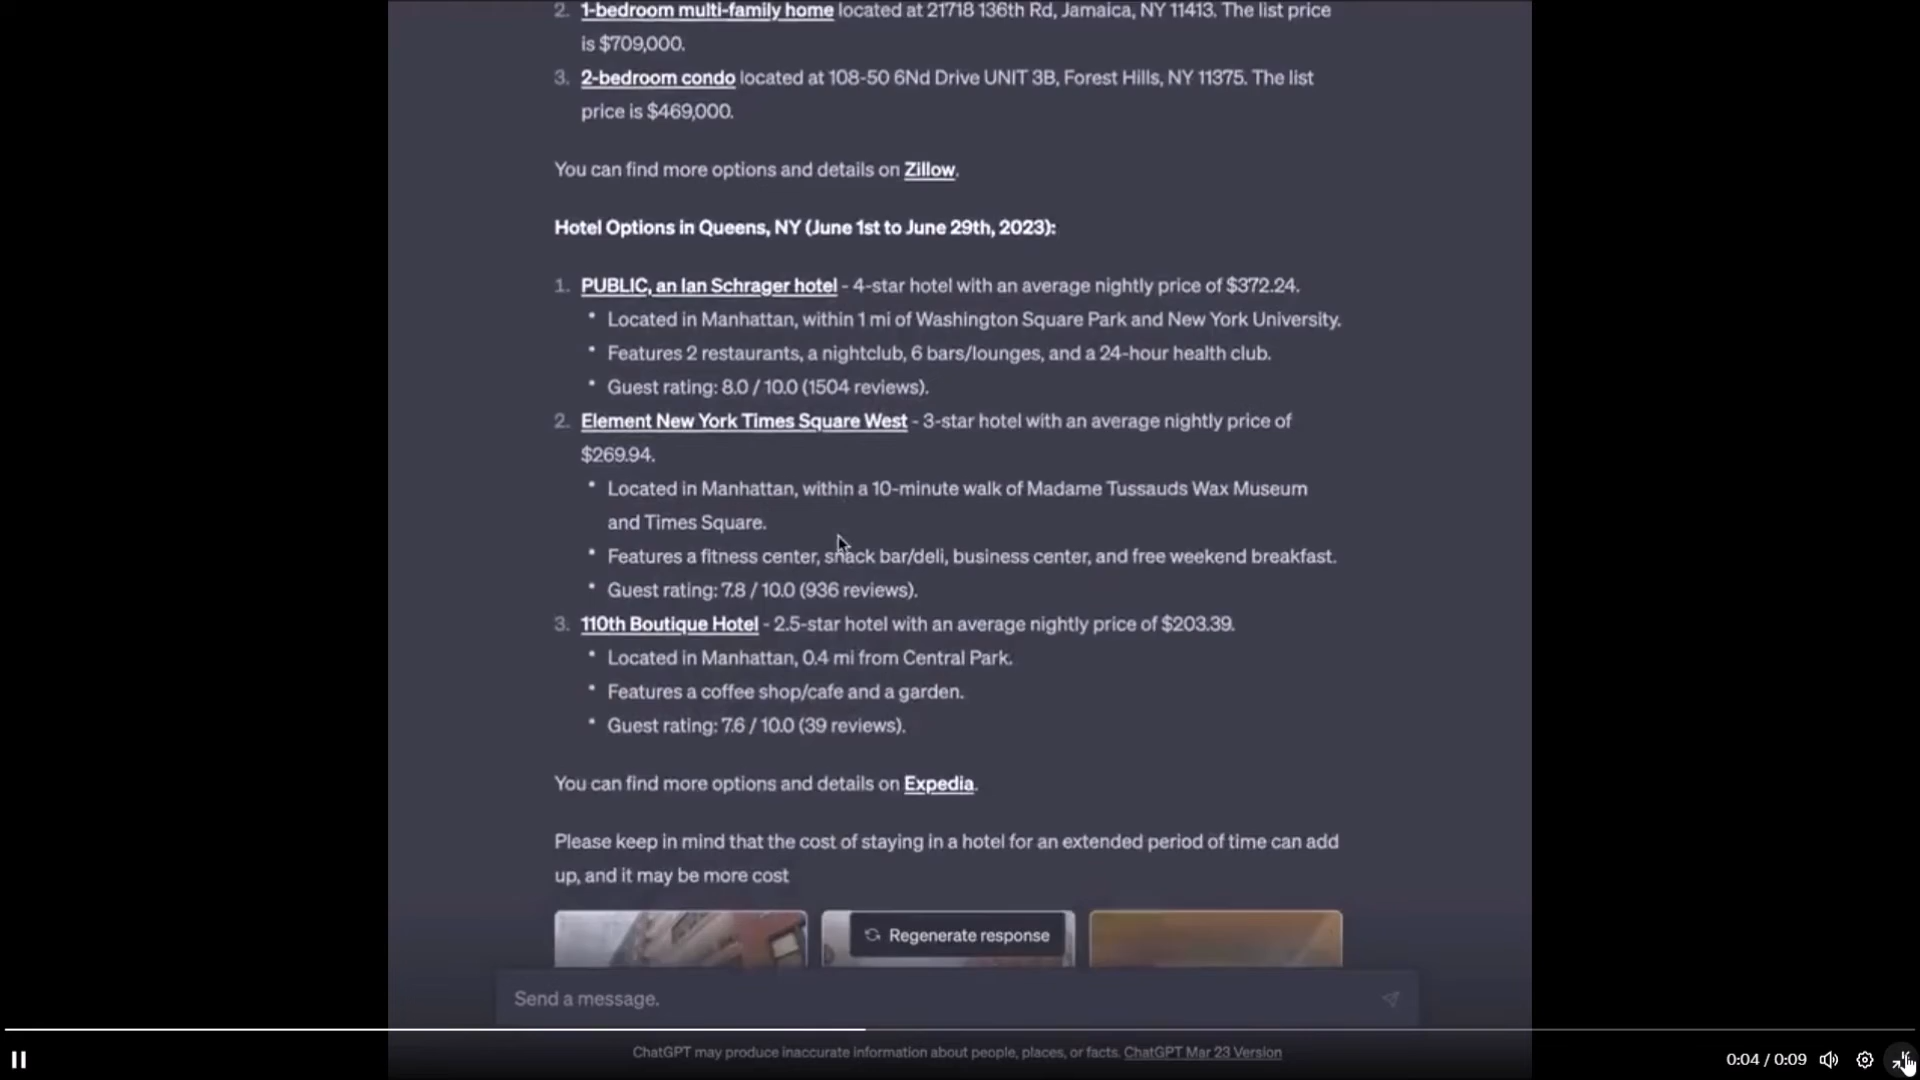 2. 1-bedroom multi-family home located at 21718 136th Rd, Jamaica, NY 11413. The list price
is $709,000.
3. 2-bedroom condo located at 108-50 6Nd Drive UNIT 3B, Forest Hills, NY 11375. The list
price is $469,000.
You can find more options and details on Zillow.
Hotel Options in Queens, NY (June 1st to June 29th, 2023):
1. PUBLIC, an Ian Schrager hotel - 4-star hotel with an average nightly price of $372.24.
• Located in Manhattan, within 1 mi of Washington Square Park and New York University.
• Features 2 restaurants, a nightclub, 6 bars/lounges, and a 24-hour health club.
• Guest rating: 8.0 / 10.0 (1504 reviews).
2. Element New York Times Square West - 3-star hotel with an average nightly price of
$269.94.
• Located in Manhattan, within a 10-minute walk of Madame Tussauds Wax Museum
and Times Square.
• Features a fitness center, snack bar/deli, business center, and free weekend breakfast.
• Guest rating: 7.8 / 10.0 (936 reviews).
3. 110th Boutique Hotel - 2.5-star hotel with an average nightly price of $203.39.
• Located in Manhattan, 0.4 mi from Central Park.
• Features a coffee shop/cafe and a garden.
• Guest rating: 7.6 / 10.0 (39 reviews).
You can find more options and details on Expedia.
Please keep in mind that the cost of staying in a hotel for an extended period of time can add
up, and it may be more cost
Regenerate response
Send a message.
ChatGPT may produce inaccurate information about people, places, or facts. ChatGPT Mar 23 Version
0:04 / 0:09